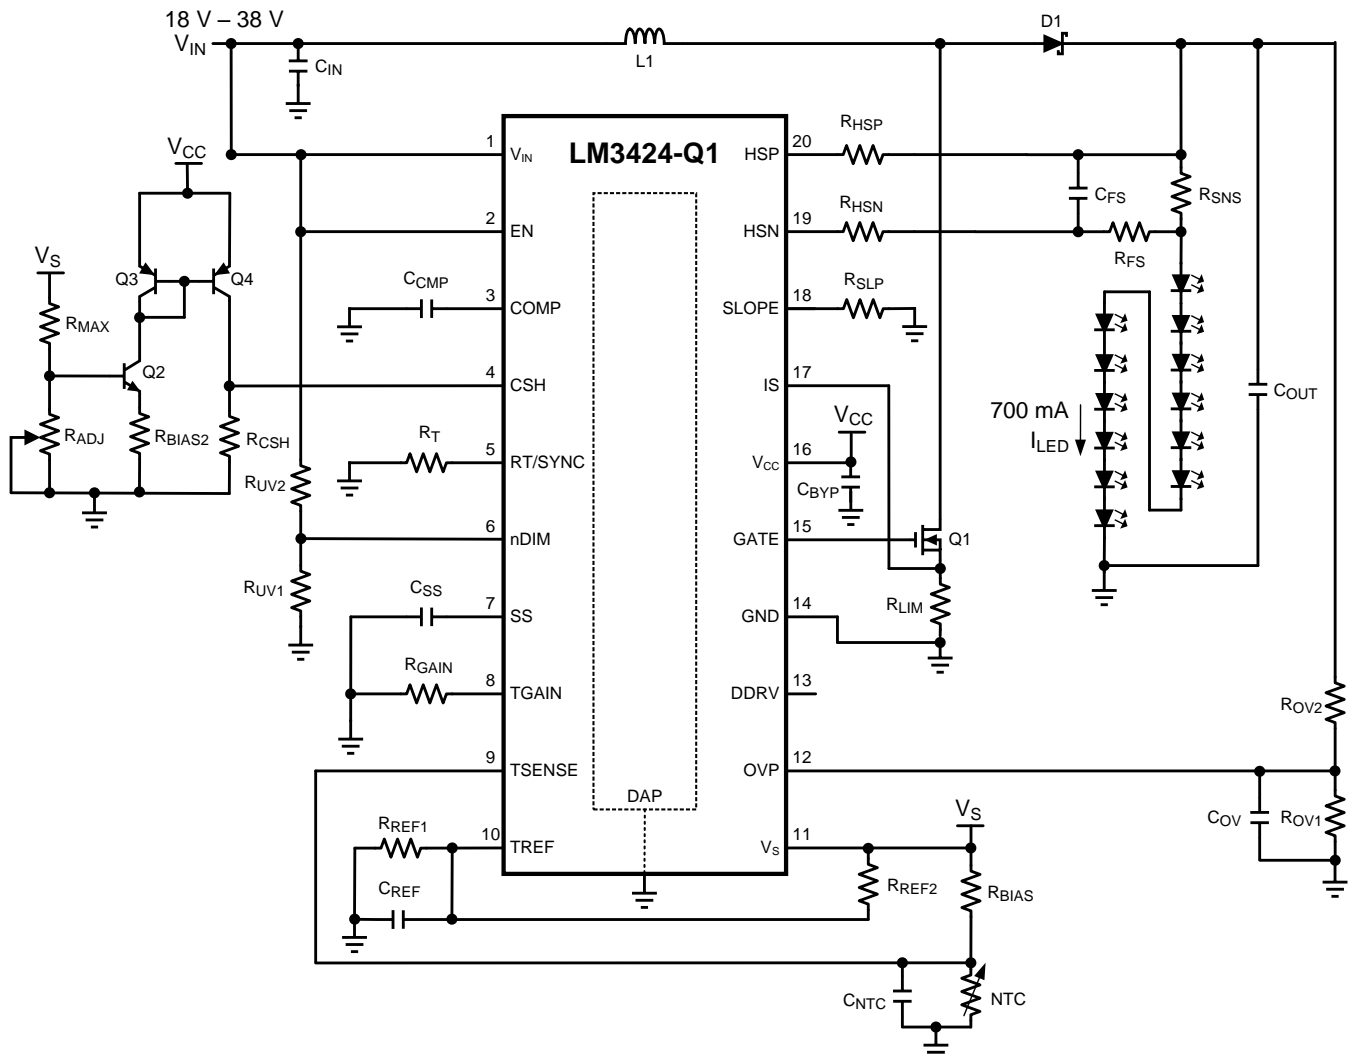 18 V – 38 V
VIN
CIN
L1
D1
LM3424-Q1
VCC
VS
Q3
Q4
RMAX
Q2
RADJ
RBIAS2
RCSH
RUV2
RUV1
CCMP
RT
CSS
RGAIN
RREF1
CREF
1 VIN
2 EN
3 COMP
4 CSH
5 RT/SYNC
6 nDIM
7 SS
8 TGAIN
9 TSENSE
10 TREF
DAP
HSP 20
HSN 19
SLOPE 18
IS 17
VCC 16
GATE 15
GND 14
DDRV 13
OVP 12
VS 11
RHSP
RHSN
RSLP
CFS
RFS
RSNS
VCC
CBYP
Q1
RLIM
700 mA
ILED
COUT
ROV2
COV
ROV1
VS
RREF2
RBIAS
CNTC
NTC